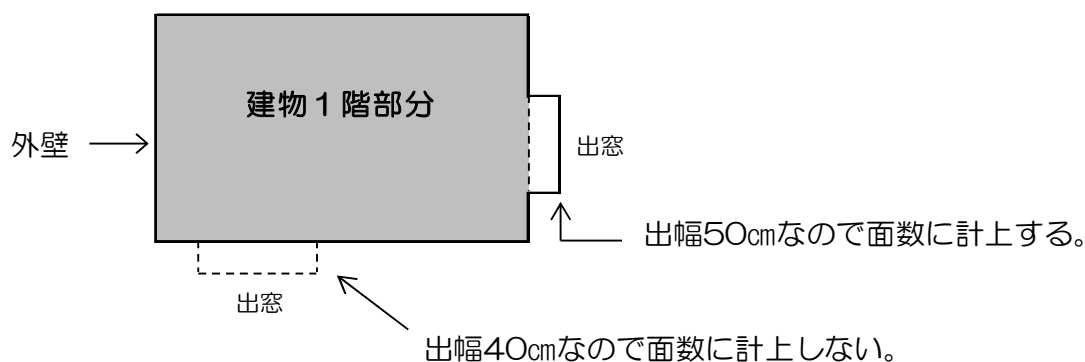 建物１階部分
外壁
出窓
出幅50㎝なので面数に計上する。
出窓
出幅40㎝なので面数に計上しない。